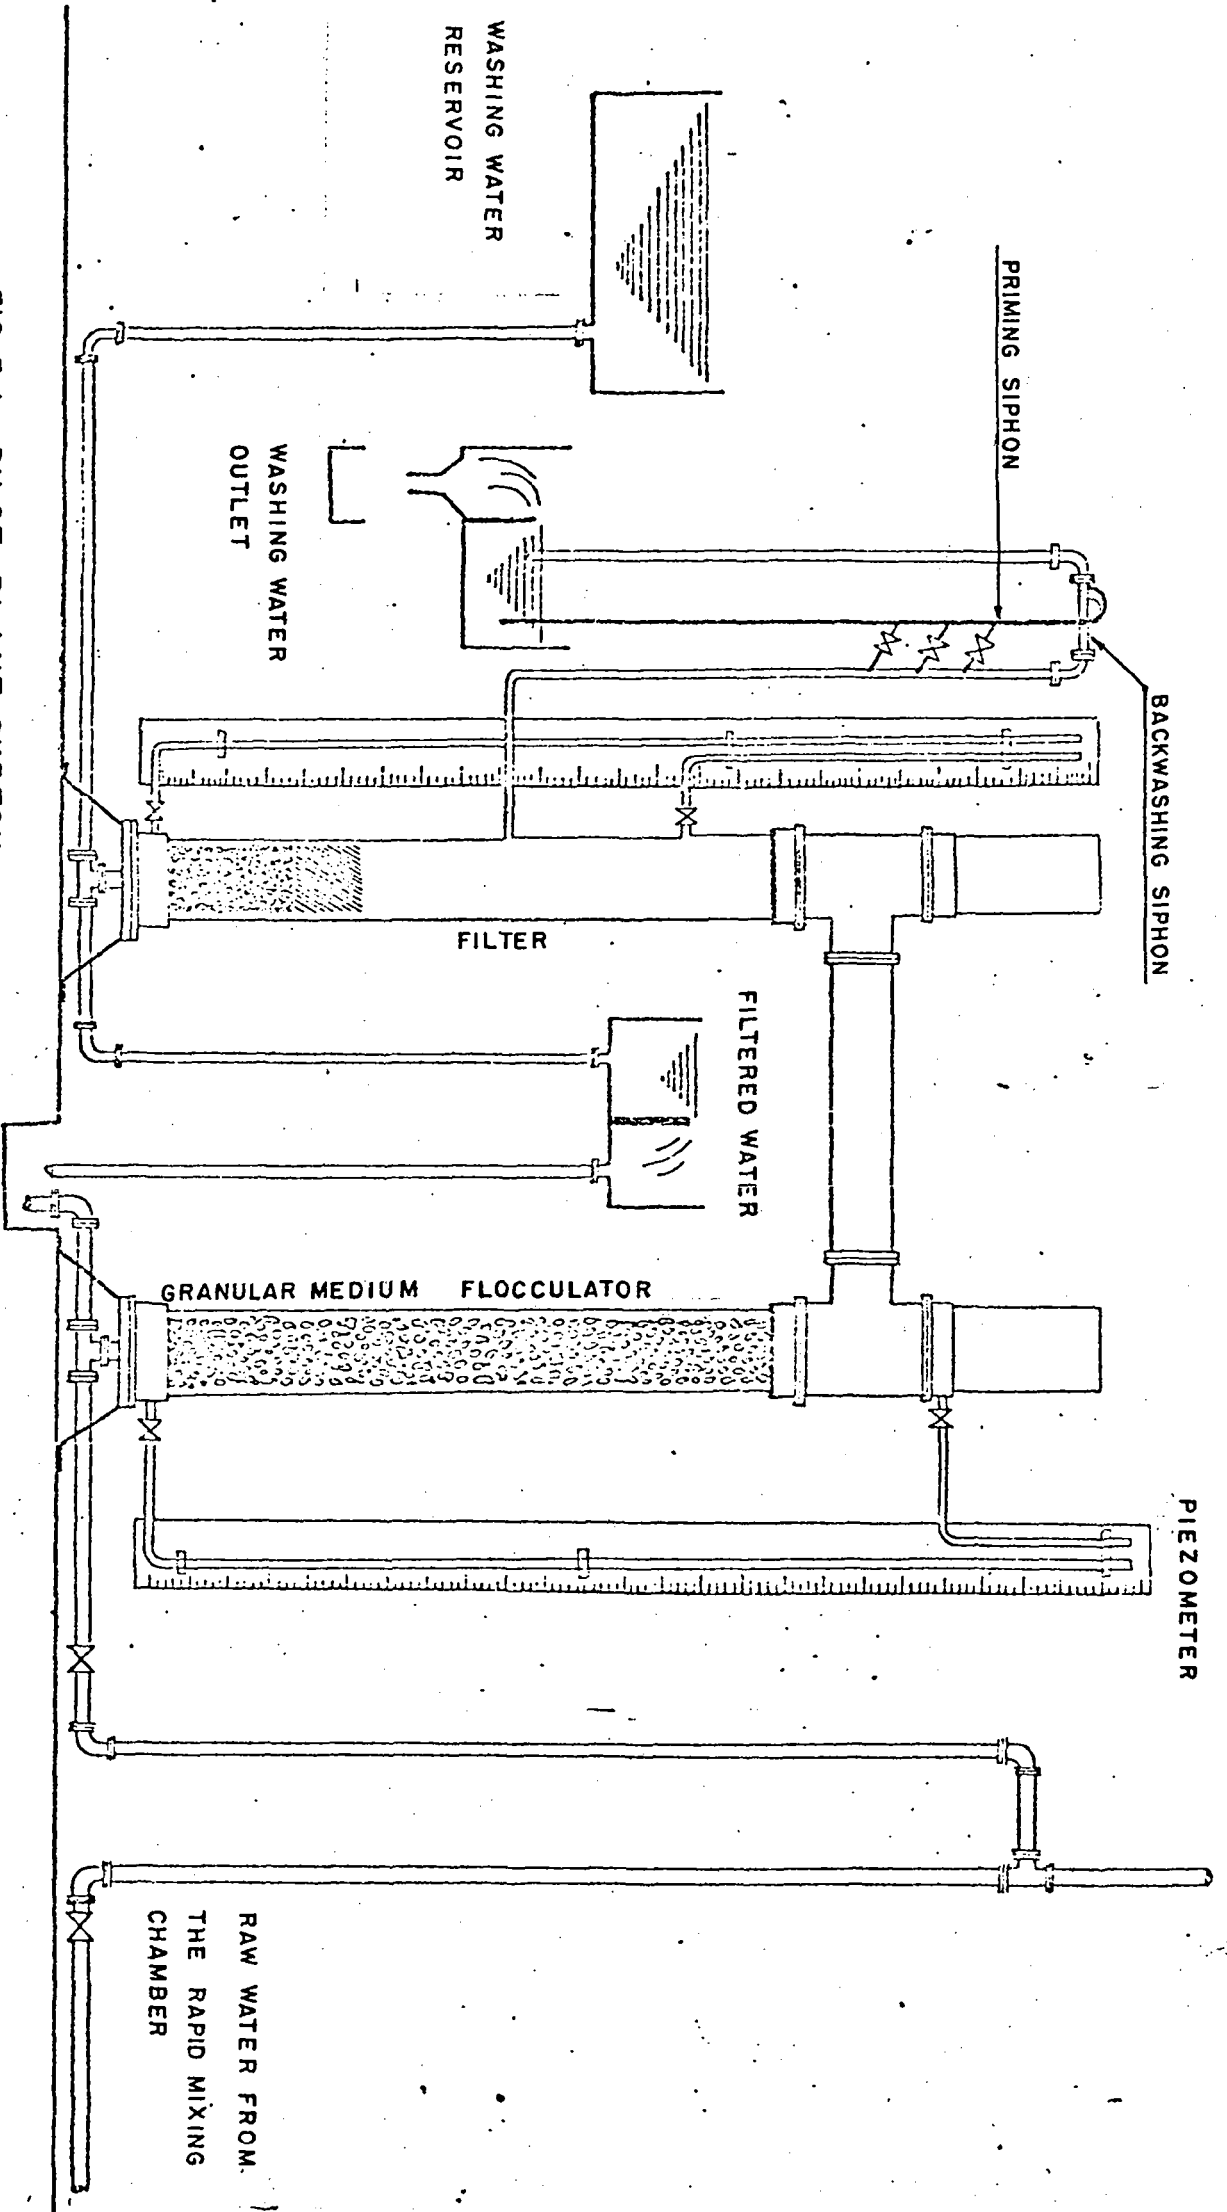 WASHING WATER
RESERVOIR
PRIMING SIPHON
WASHING WATER
OUTLET
BACKWASHING SIPHON
FILTER
FILTERED WATER
GRANULAR MEDIUM FLOCCULATOR
PIEZOMETER
RAW WATER FROM
THE RAPID MIXING
CHAMBER